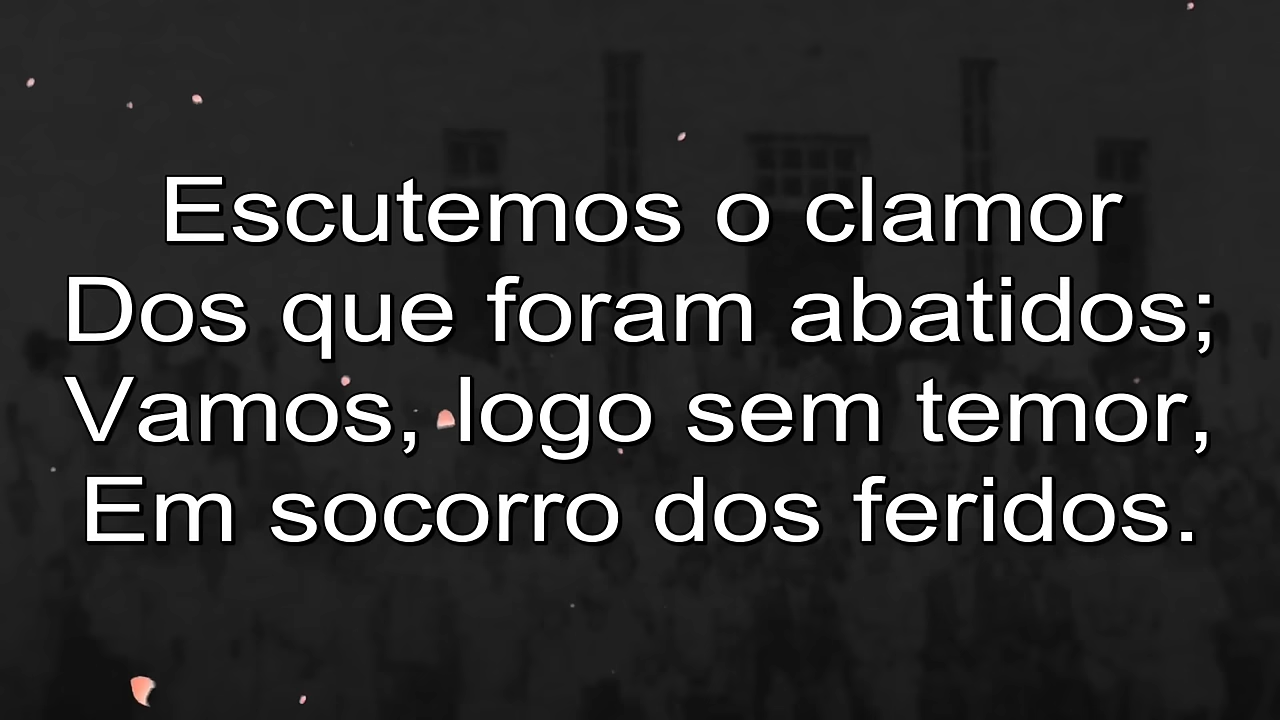 Escutemos o clamor
Dos que foram abatidos;
Vamos, logo sem temor,
Em socorro dos feridos.